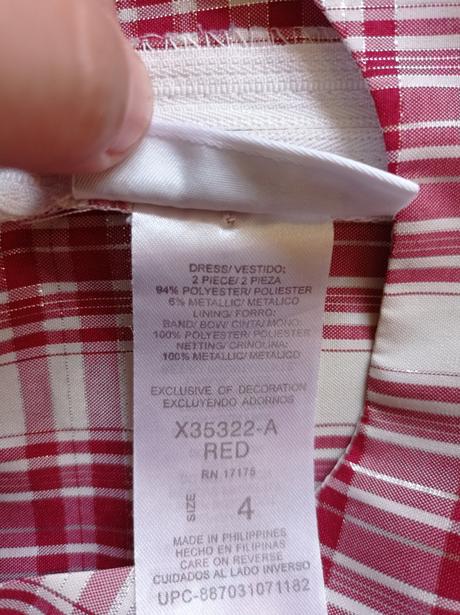 DRESS/ VESTIDO:
2 PIECE/ 2 PIEZA
94% POLYESTER/ POLIESTER
6% METALLIC/ METALICO
LINING/ FORRO:
BAND/ BOW/ CINTA/ MONO:
100% POLYESTER/ POLIESTER
NETTING/ CRINOLINA:
100% METALLIC/ METALICO
EXCLUSIVE OF DECORATION
EXCLUYENDO ADORNOS
X35322-A
RED
RN 17175
SIZE 4
MADE IN PHILIPPINES
HECHO EN FILIPINAS
CARE ON REVERSE
CUIDADOS AL LADO INVERSO
UPC-887031071182